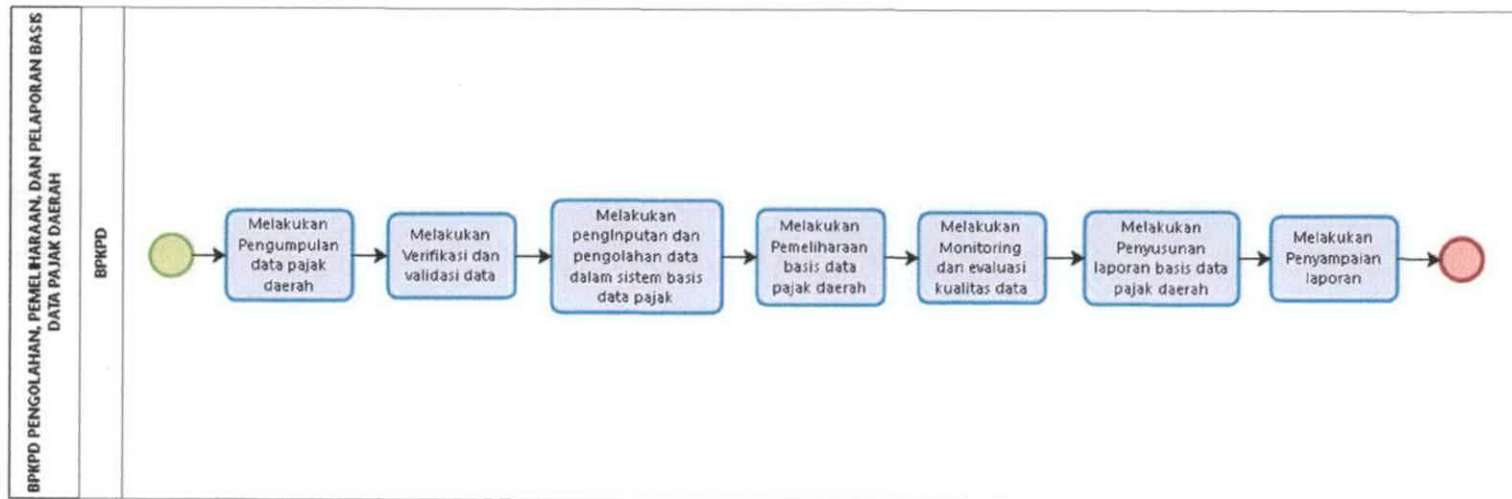 BPKPD PENGOLAHAN, PEMELIHARAAN, DAN PELAPORAN BASIS
DATA PAJAK DAERAH
BPKPD
Melakukan
Pengumpulan
data pajak
daerah
Melakukan
Verifikasi dan
validasi data
Melakukan
penginputan dan
pengolahan data
dalam sistem basis
data pajak
Melakukan
Pemeliharaan
basis data
pajak daerah
Melakukan
Monitoring
dan evaluasi
kualitas data
Melakukan
Penyusunan
laporan basis data
pajak daerah
Melakukan
Penyampaian
laporan